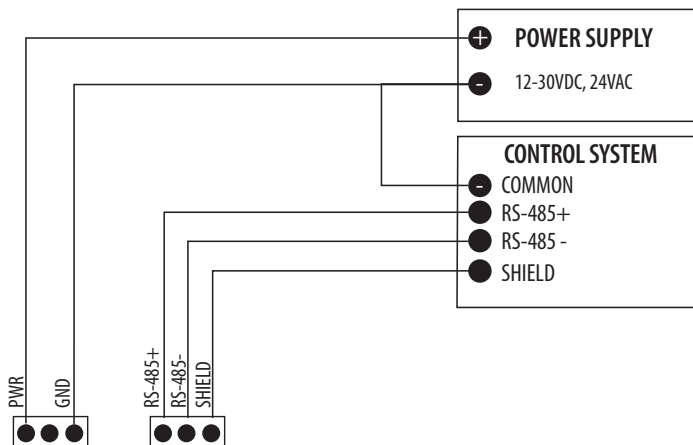 + POWER SUPPLY
- 12-30VDC, 24VAC
CONTROL SYSTEM
- COMMON
RS-485+
RS-485 -
SHIELD
PWR
GND
RS-485+
RS-485-
SHIELD